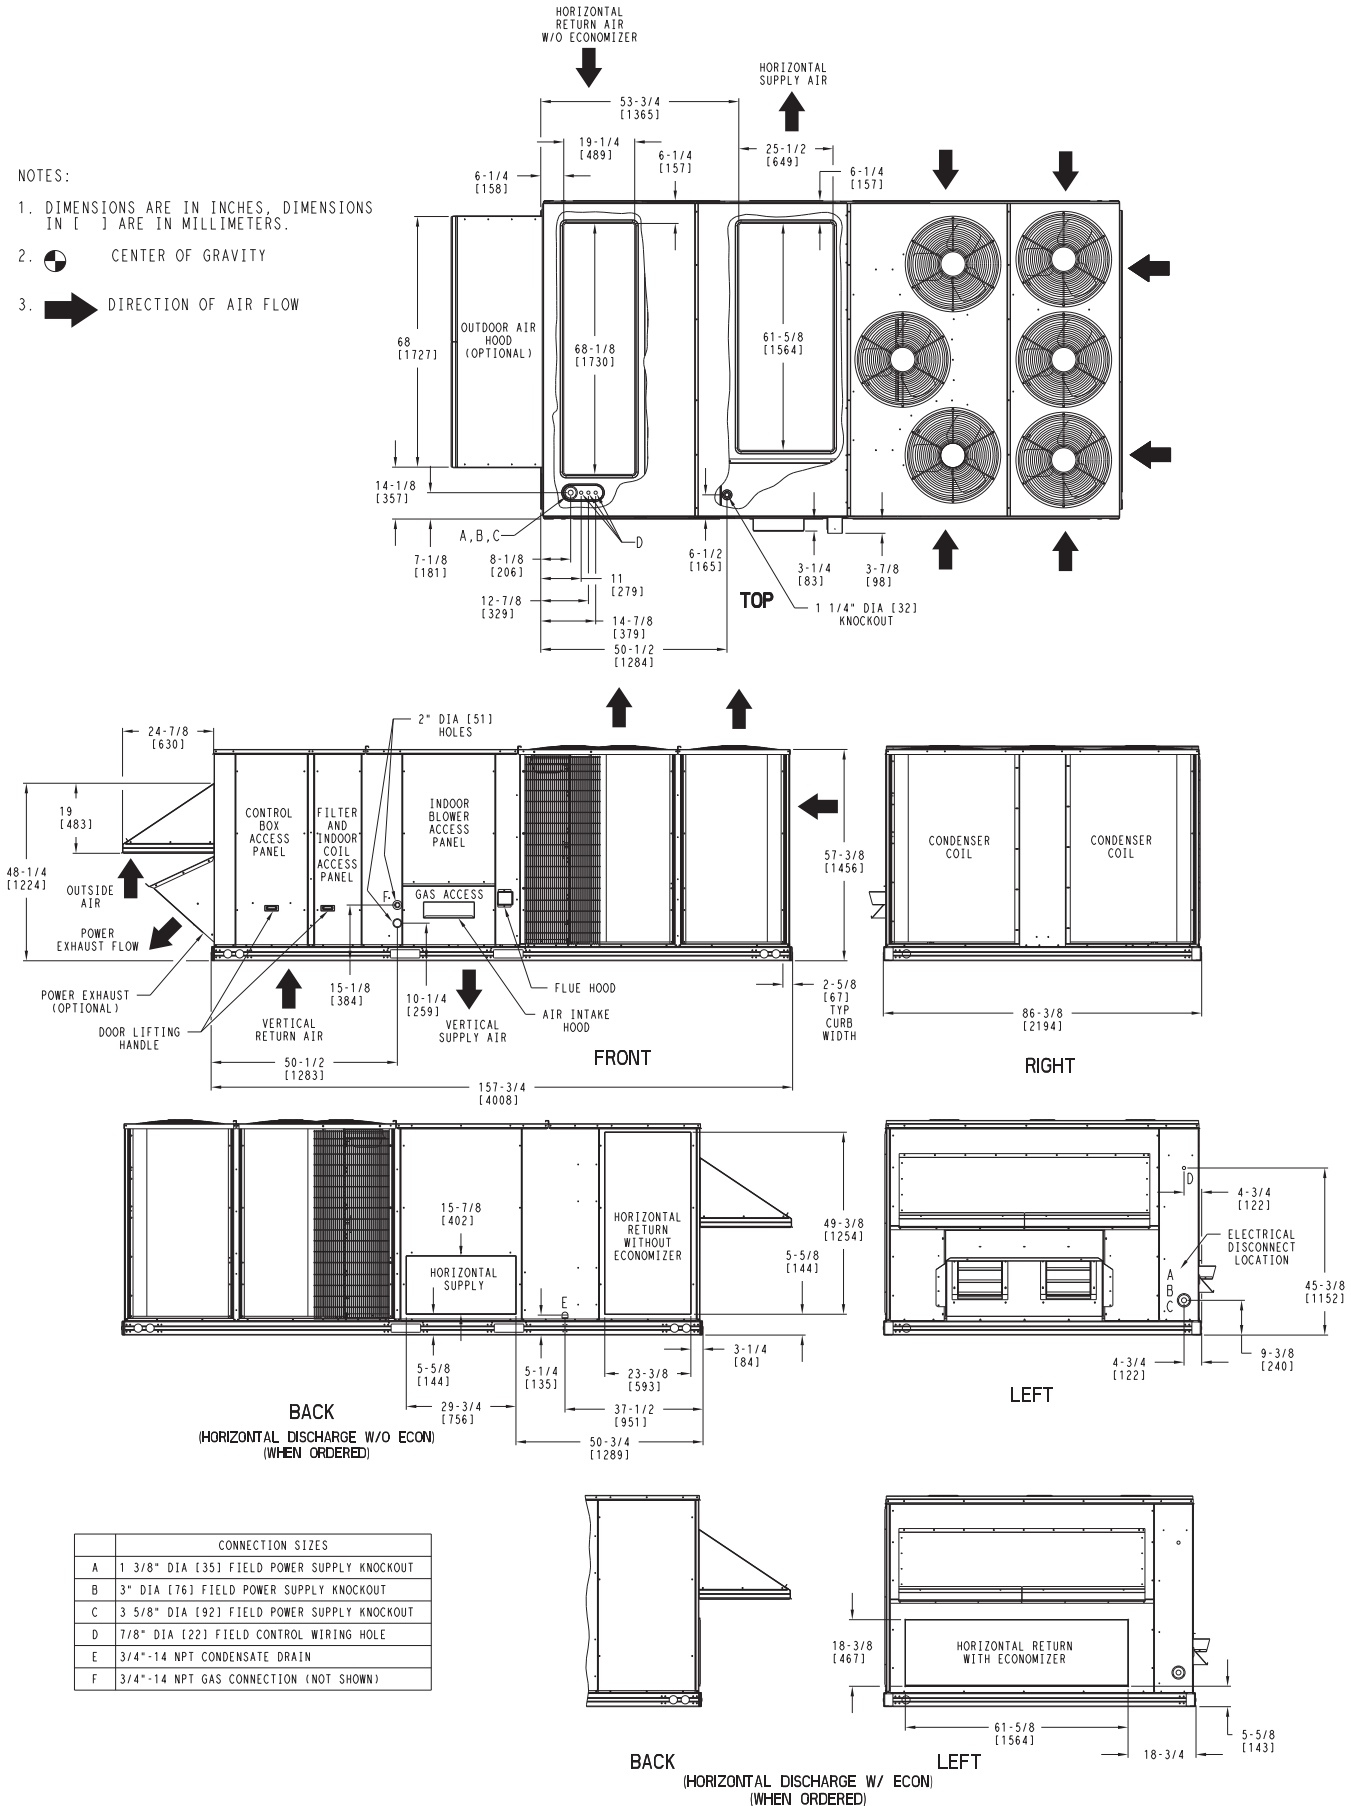 HORIZONTAL
RETURN AIR
W/O ECONOMIZER
HORIZONTAL
SUPPLY AIR
53-3/4
[1365]
19-1/4
[489]
6-1/4
[157]
25-1/2
[649]
6-1/4
[158]
6-1/4
[157]
NOTES:
1. DIMENSIONS ARE IN INCHES, DIMENSIONS
IN [ ] ARE IN MILLIMETERS.
2. CENTER OF GRAVITY
3. DIRECTION OF AIR FLOW
OUTDOOR AIR
HOOD
(OPTIONAL)
68
[1727]
68-1/8
[1730]
61-5/8
[1564]
14-1/8
[357]
A,B,C
D
7-1/8
[181]
8-1/8
[206]
11
[279]
12-7/8
[329]
14-7/8
[379]
50-1/2
[1284]
6-1/2
[165]
3-1/4
[83]
3-7/8
[98]
TOP
1 1/4" DIA [32]
KNOCKOUT
24-7/8
[630]
2" DIA [51]
HOLES
19
[483]
48-1/4
[1224]
CONTROL
BOX
ACCESS
PANEL
FILTER
AND
INDOOR
COIL
ACCESS
PANEL
INDOOR
BLOWER
ACCESS
PANEL
F
GAS ACCESS
57-3/8
[1456]
CONDENSER
COIL
CONDENSER
COIL
OUTSIDE
AIR
POWER
EXHAUST FLOW
POWER EXHAUST
(OPTIONAL)
DOOR LIFTING
HANDLE
VERTICAL
RETURN AIR
15-1/8
[384]
10-1/4
[259]
VERTICAL
SUPPLY AIR
FLUE HOOD
AIR INTAKE
HOOD
2-5/8
[67]
TYP
CURB
WIDTH
86-3/8
[2194]
50-1/2
[1283]
157-3/4
[4008]
FRONT
RIGHT
15-7/8
[402]
HORIZONTAL
SUPPLY
HORIZONTAL
RETURN
WITHOUT
ECONOMIZER
E
49-3/8
[1254]
5-5/8
[144]
5-5/8
[144]
5-1/4
[135]
3-1/4
[84]
23-3/8
[593]
29-3/4
[756]
37-1/2
[951]
50-3/4
[1289]
BACK
(HORIZONTAL DISCHARGE W/O ECON)
(WHEN ORDERED)
D
4-3/4
[122]
ELECTRICAL
DISCONNECT
LOCATION
A
B
C
45-3/8
[1152]
9-3/8
[240]
4-3/4
[122]
LEFT
CONNECTION SIZES
A 1 3/8" DIA [35] FIELD POWER SUPPLY KNOCKOUT
B 3" DIA [76] FIELD POWER SUPPLY KNOCKOUT
C 3 5/8" DIA [92] FIELD POWER SUPPLY KNOCKOUT
D 7/8" DIA [22] FIELD CONTROL WIRING HOLE
E 3/4"-14 NPT CONDENSATE DRAIN
F 3/4"-14 NPT GAS CONNECTION (NOT SHOWN)
18-3/8
[467]
HORIZONTAL RETURN
WITH ECONOMIZER
61-5/8
[1564]
18-3/4
5-5/8
[143]
BACK
LEFT
(HORIZONTAL DISCHARGE W/ ECON)
(WHEN ORDERED)